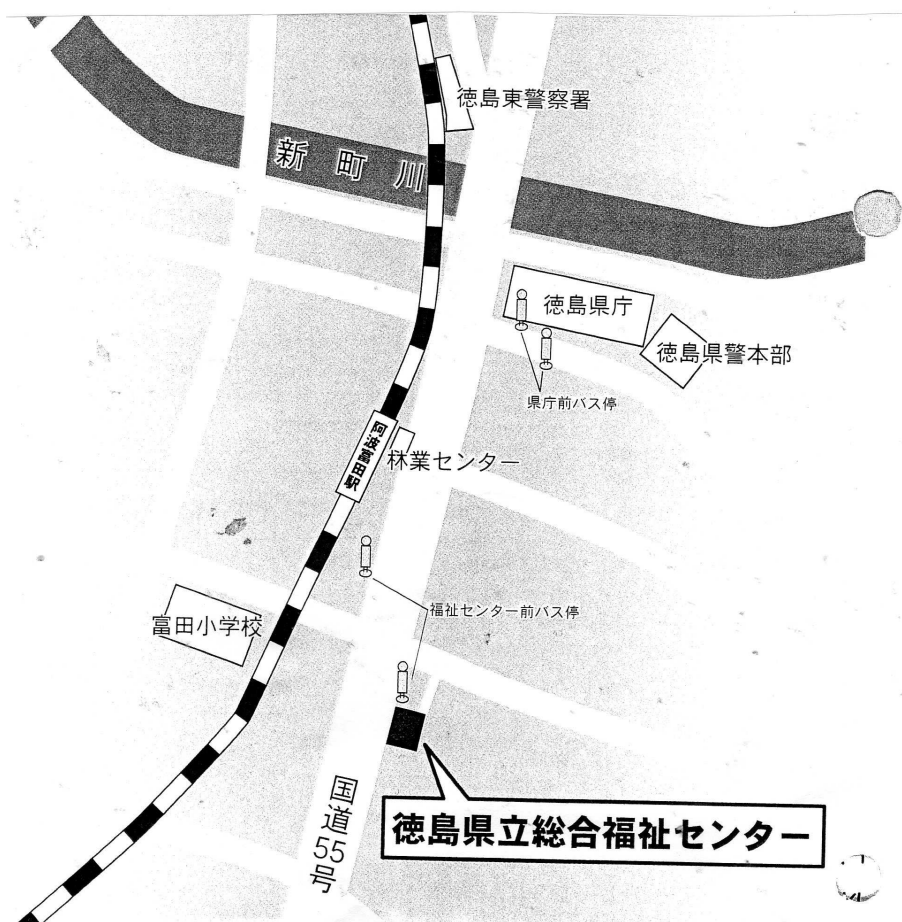 徳島東警察署
新町川
徳島県庁
徳島県警本部
県庁前バス停
阿波富田駅
林業センター
福祉センター前バス停
富田小学校
国道55号
徳島県立総合福祉センター